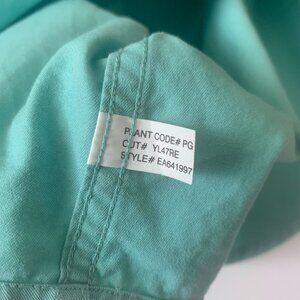 PLANT CODE# PG
CUT# YL47RE
STYLE# EA641997